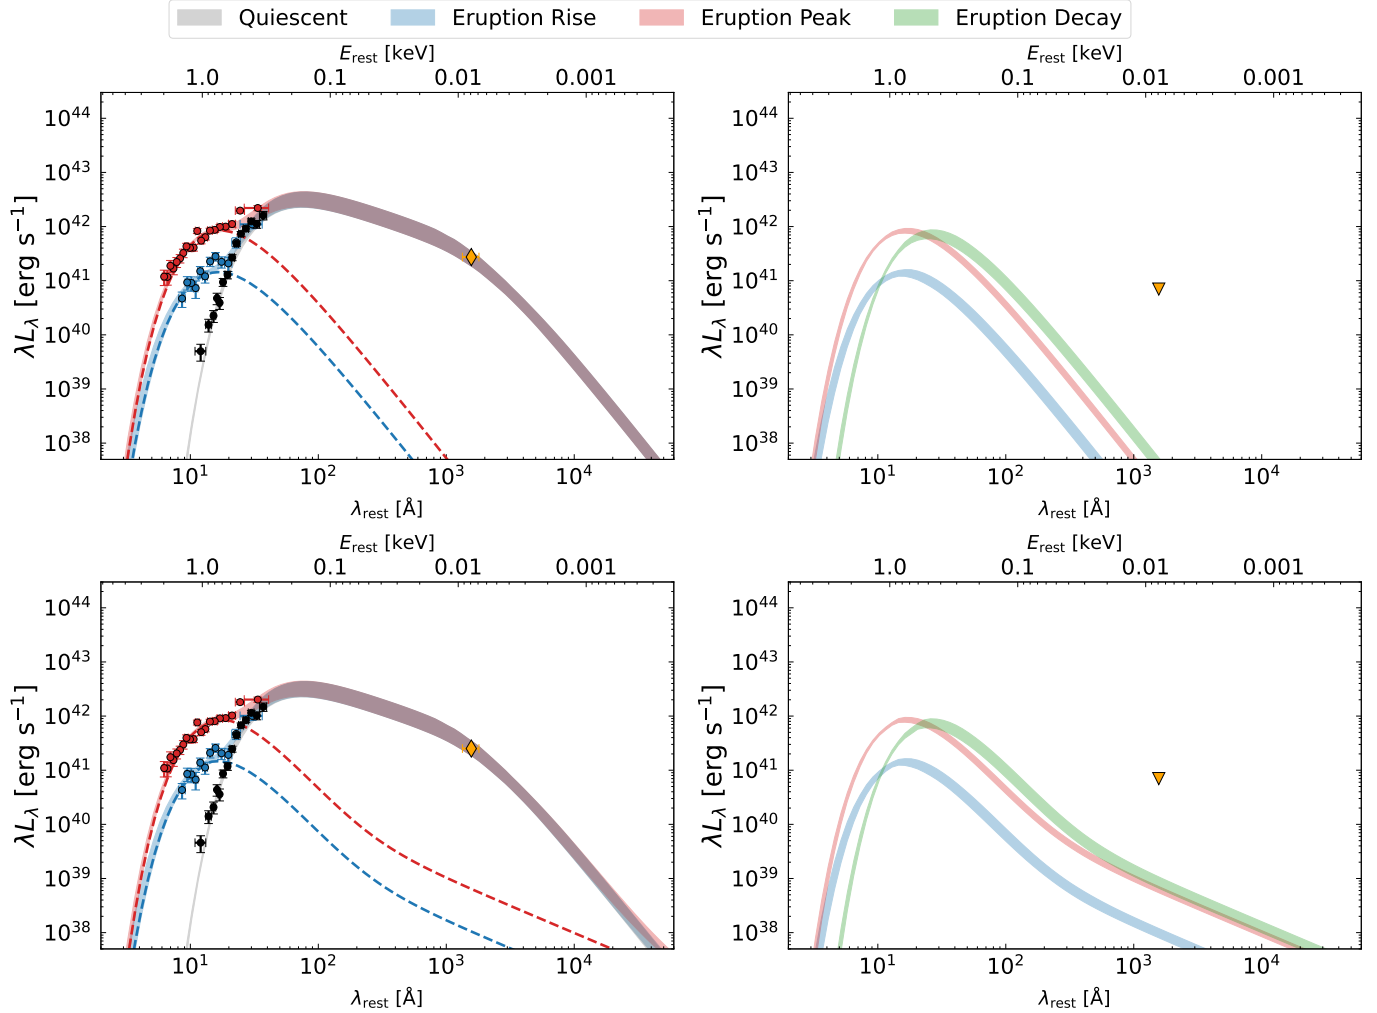 Quiescent Eruption Rise Eruption Peak Eruption Decay
E_rest [keV] E_rest [keV]
1.0 0.1 0.01 0.001 1.0 0.1 0.01 0.001
10^44 10^44
10^43 10^43
10^42 10^42
10^41 10^41
10^40 10^40
10^39 10^39
10^38 10^38
λL_λ [erg s^−1] λL_λ [erg s^−1]
10^1 10^2 10^3 10^4 10^1 10^2 10^3 10^4
λ_rest [Å] λ_rest [Å]
E_rest [keV] E_rest [keV]
1.0 0.1 0.01 0.001 1.0 0.1 0.01 0.001
10^44 10^44
10^43 10^43
10^42 10^42
10^41 10^41
10^40 10^40
10^39 10^39
10^38 10^38
λL_λ [erg s^−1] λL_λ [erg s^−1]
10^1 10^2 10^3 10^4 10^1 10^2 10^3 10^4
λ_rest [Å] λ_rest [Å]